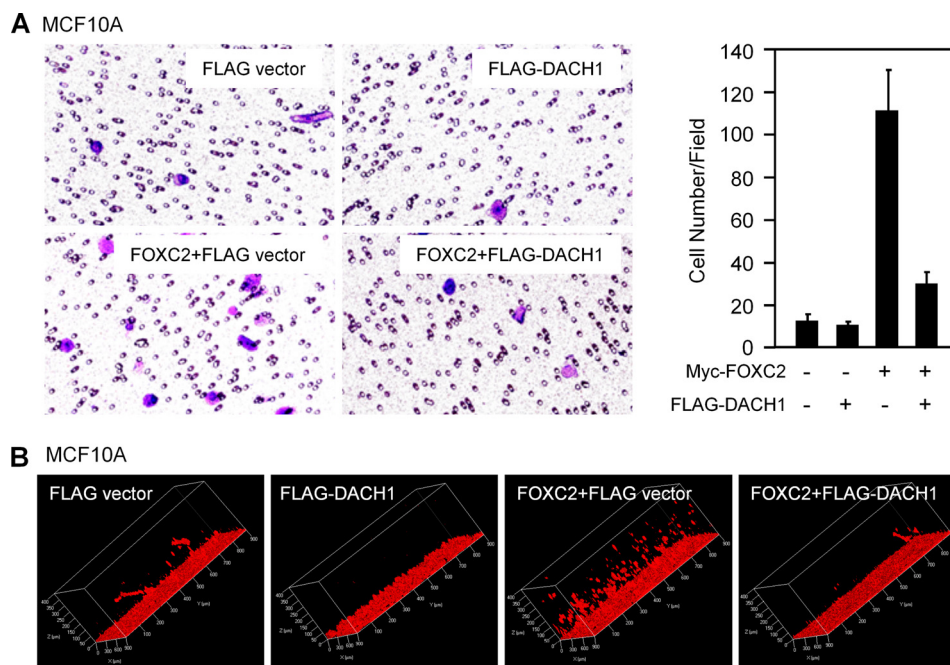 A MCF10A
FLAG vector
FLAG-DACH1
FOXC2+FLAG vector
FOXC2+FLAG-DACH1
Cell Number/Field
140
120
100
80
60
40
20
0
Myc-FOXC2 - - + +
FLAG-DACH1 - + - +
B MCF10A
FLAG vector
FLAG-DACH1
FOXC2+FLAG vector
FOXC2+FLAG-DACH1